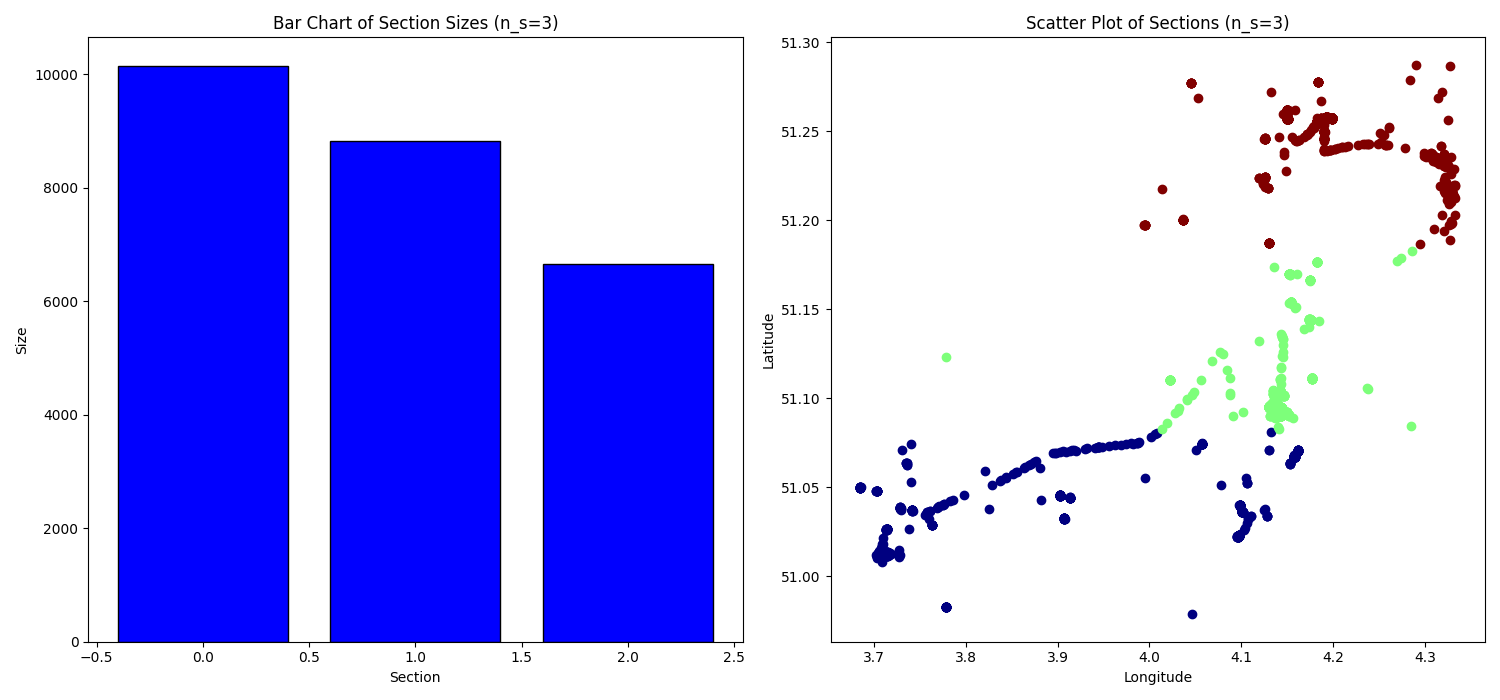 Bar Chart of Section Sizes (n_s=3)
10000
8000
6000
4000
2000
0
Size
−0.5 0.0 0.5 1.0 1.5 2.0 2.5
Section
Scatter Plot of Sections (n_s=3)
51.30
51.25
51.20
51.15
51.10
51.05
51.00
Latitude
3.7 3.8 3.9 4.0 4.1 4.2 4.3
Longitude